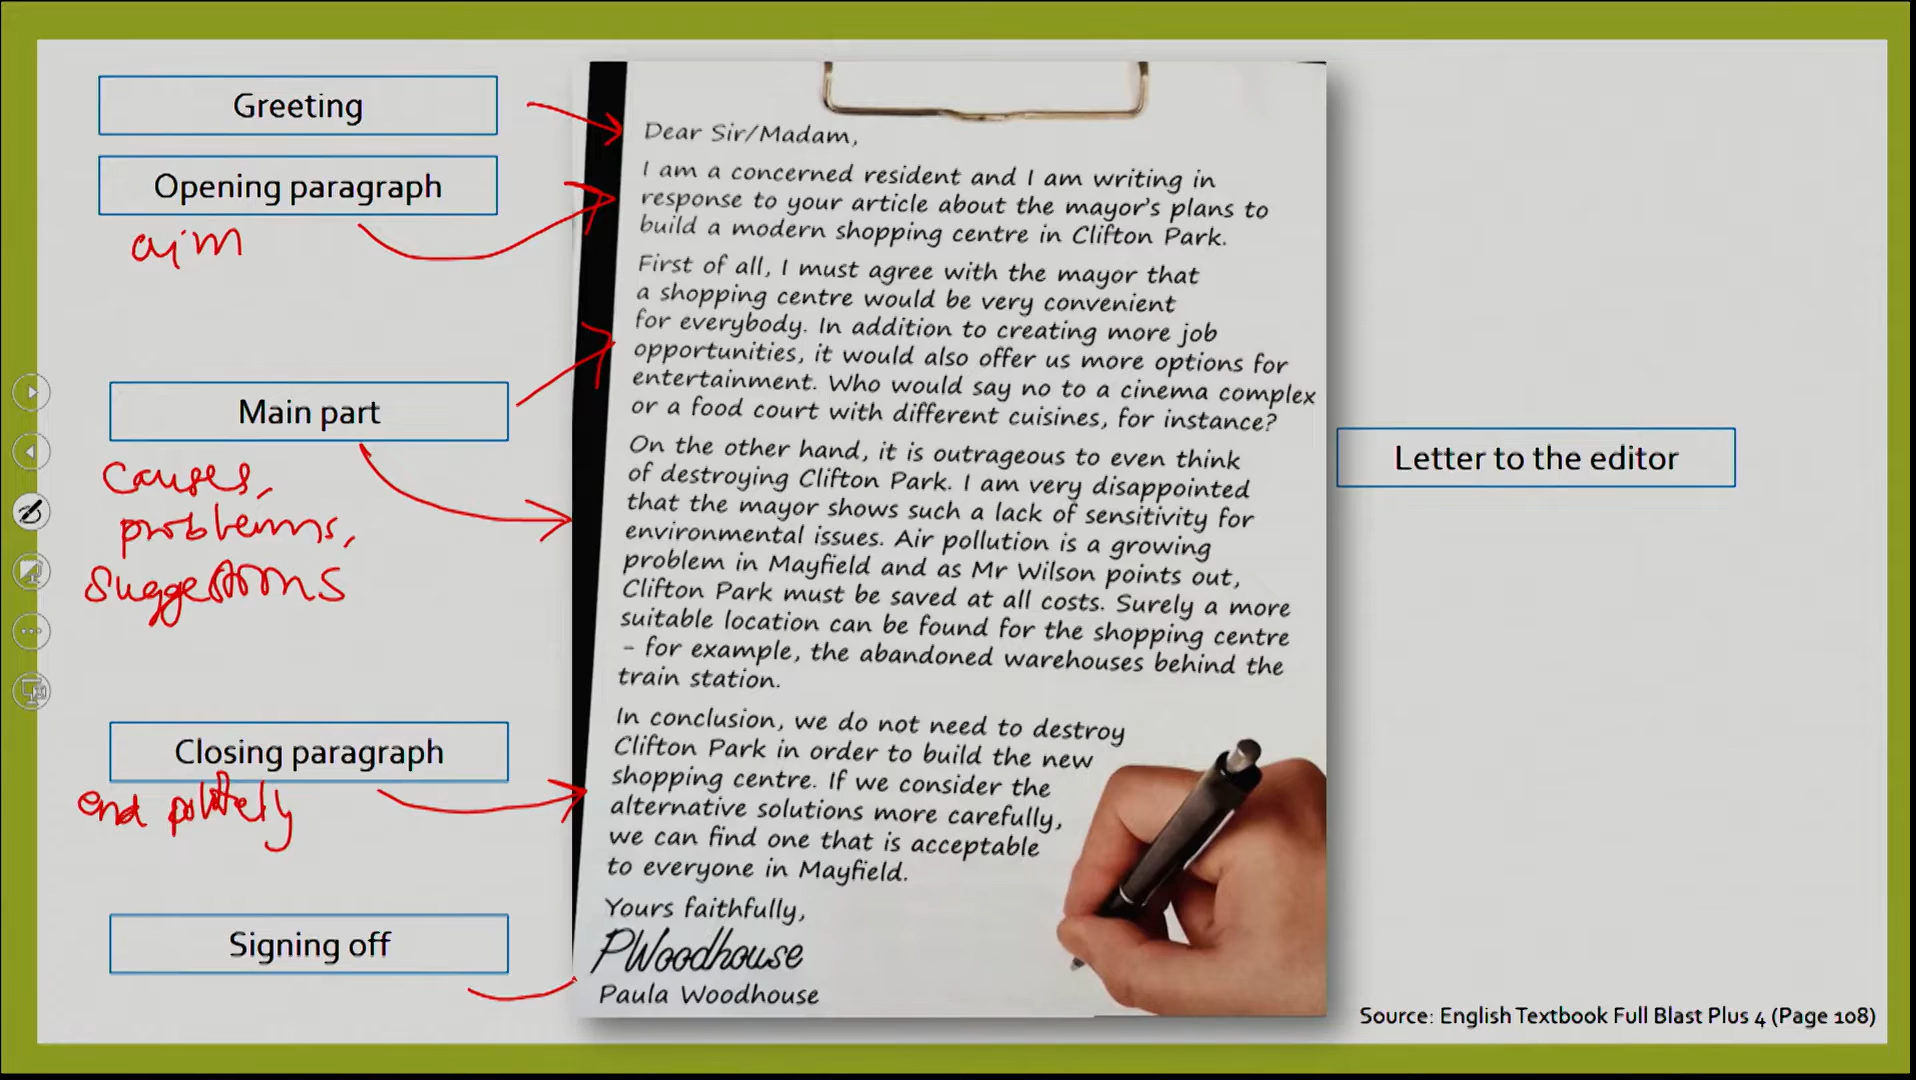 Greeting
Opening paragraph
aim
Main part
Causes,
problems,
Suggestions
Closing paragraph
end politely
Signing off
Dear Sir/Madam,
I am a concerned resident and I am writing in
response to your article about the mayor's plans to
build a modern shopping centre in Clifton Park.
First of all, I must agree with the mayor that
a shopping centre would be very convenient
for everybody. In addition to creating more job
opportunities, it would also offer us more options for
entertainment. Who would say no to a cinema complex
or a food court with different cuisines, for instance?
On the other hand, it is outrageous to even think
of destroying Clifton Park. I am very disappointed
that the mayor shows such a lack of sensitivity for
environmental issues. Air pollution is a growing
problem in Mayfield and as Mr Wilson points out,
Clifton Park must be saved at all costs. Surely a more
suitable location can be found for the shopping centre
- for example, the abandoned warehouses behind the
train station.
In conclusion, we do not need to destroy
Clifton Park in order to build the new
shopping centre. If we consider the
alternative solutions more carefully,
we can find one that is acceptable
to everyone in Mayfield.
Yours faithfully,
PWoodhouse
Paula Woodhouse
Letter to the editor
Source: English Textbook Full Blast Plus 4 (Page 108)